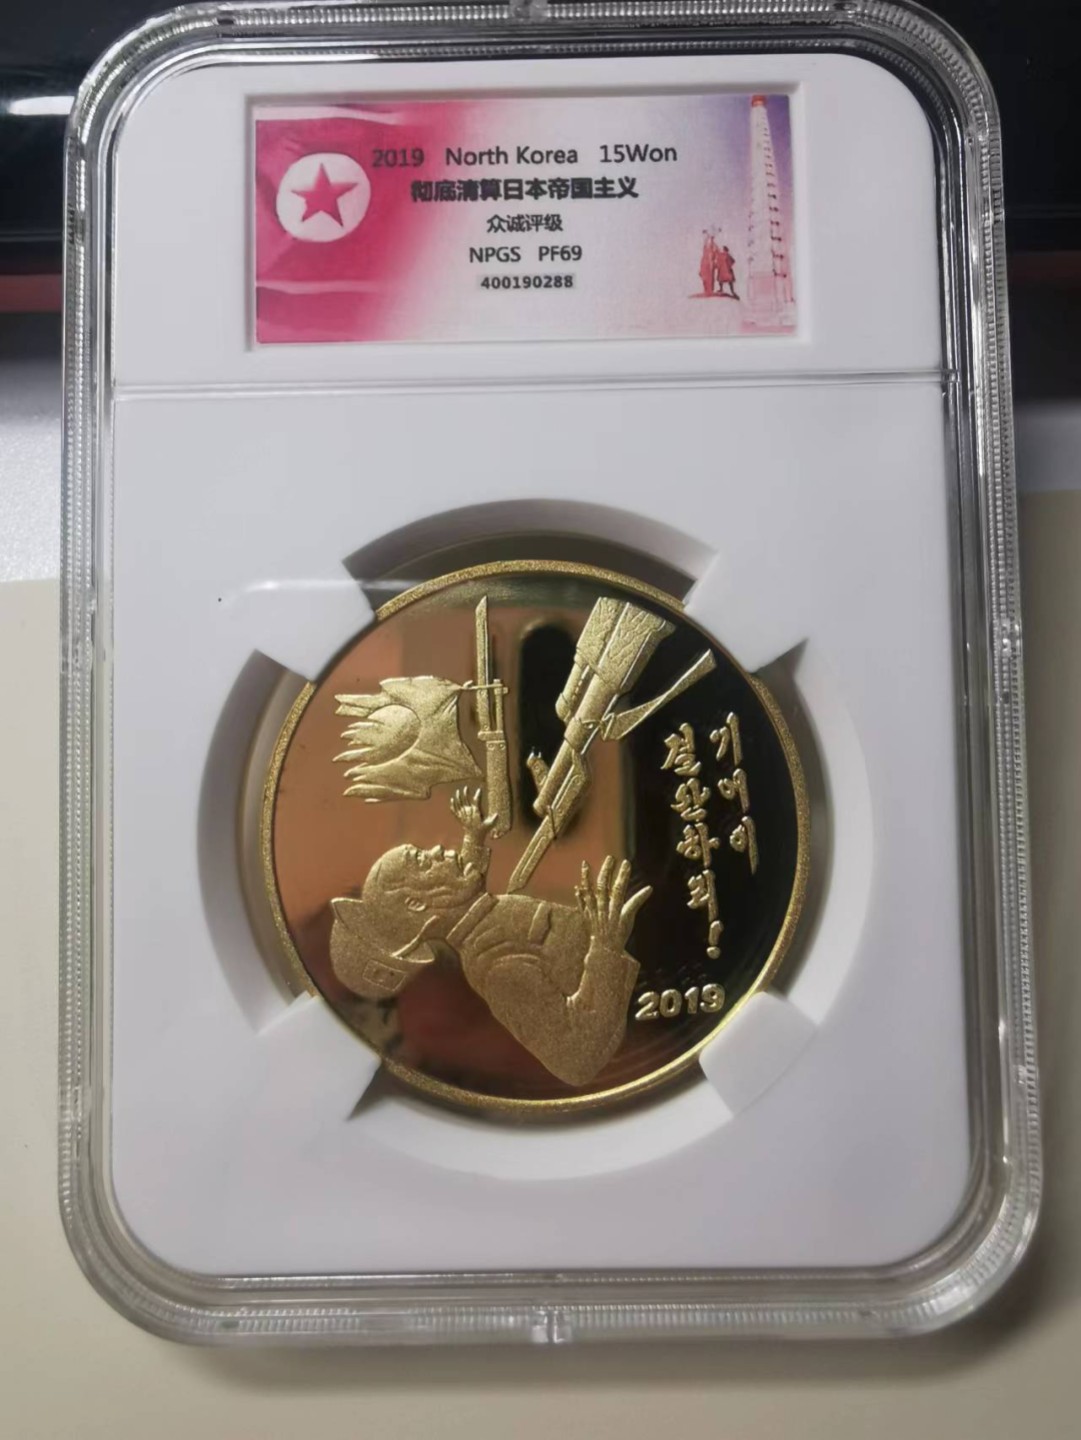 2019 North Korea 15Won
彻底清算日本帝国主义
众诚评级
NPGS PF69
400190288
기어이
결산하리!
2019